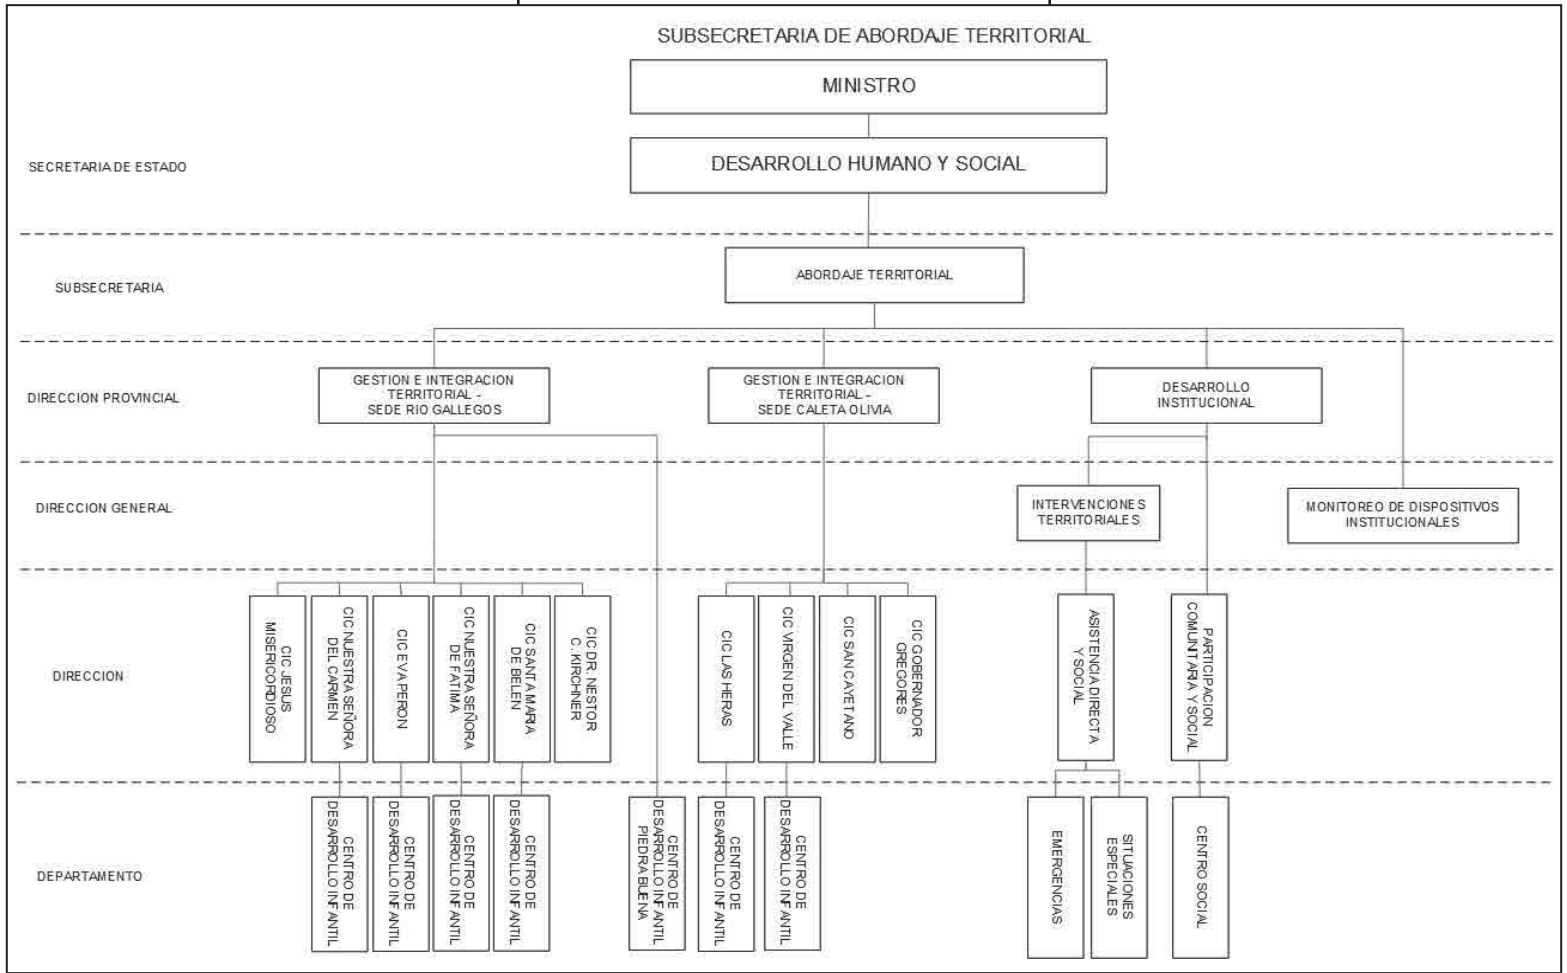 SUBSECRETARIA DE ABORDAJE TERRITORIAL
MINISTRO
SECRETARIA DE ESTADO
DESARROLLO HUMANO Y SOCIAL
SUBSECRETARIA
ABORDAJE TERRITORIAL
DIRECCION PROVINCIAL
GESTION E INTEGRACION
TERRITORIAL -
SEDE RIO GALLEGOS
GESTION E INTEGRACION
TERRITORIAL -
SEDE CALETA OLIVIA
DESARROLLO
INSTITUCIONAL
DIRECCION GENERAL
INTERVENCIONES
TERRITORIALES
MONITOREO DE DISPOSITIVOS
INSTITUCIONALES
DIRECCION
CIC JESUS
MISERICORDIOSO
CIC NUESTRA SEÑORA
DEL CARMEN
CIC EVA PERON
CIC NUESTRA SEÑORA
DE FATIMA
CIC SANTA MARIA
DE BELEN
CIC DR. NESTOR
C. KIRCHNER
CIC LAS HERAS
CIC VIRGEN DEL VALLE
CIC SAN CAYETANO
CIC GOBERNADOR
GREGORES
ASISTENCIA DIRECTA
Y SOCIAL
PARTICIPACION
COMUNITARIA Y SOCIAL
DEPARTAMENTO
CENTRO DE
DESARROLLO INFANTIL
CENTRO DE
DESARROLLO INFANTIL
CENTRO DE
DESARROLLO INFANTIL
CENTRO DE
DESARROLLO INFANTIL
CENTRO DE
DESARROLLO INFANTIL
PIEDRA BUENA
CENTRO DE
DESARROLLO INFANTIL
CENTRO DE
DESARROLLO INFANTIL
EMERGENCIAS
SITUACIONES
ESPECIALES
CENTRO SOCIAL